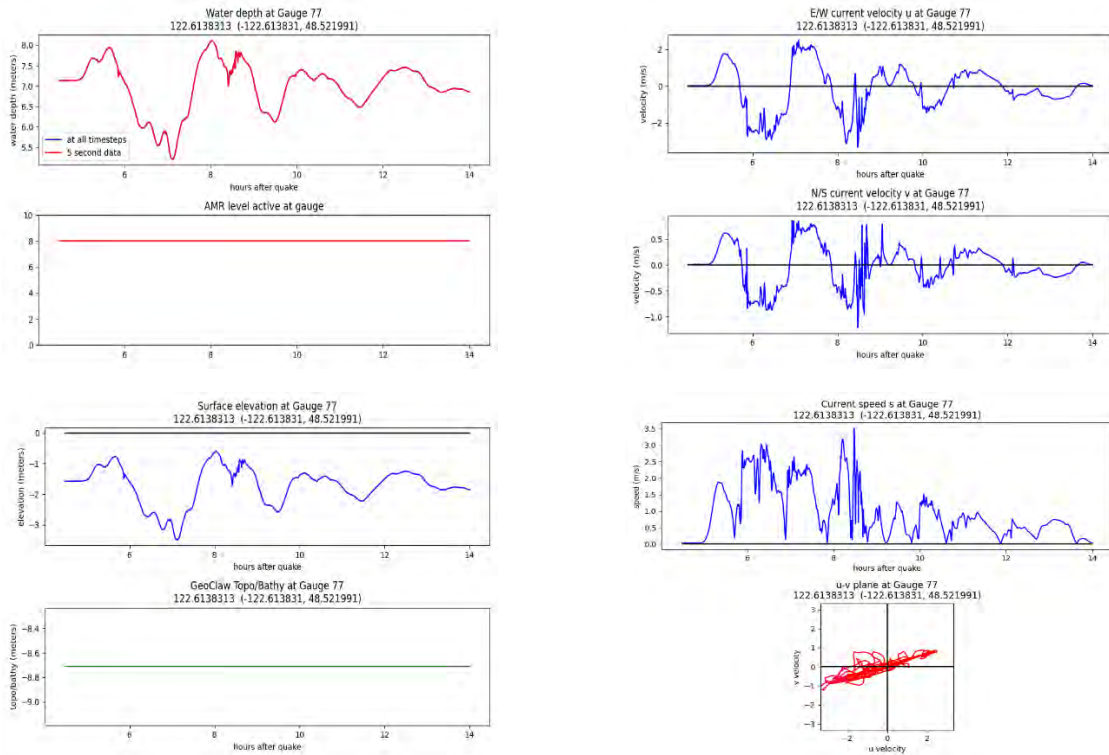 Water depth at Gauge 77
122.6138313 (-122.613831, 48.521991)
water depth (meters)
8.0
7.5
7.0
6.5
6.0
5.5
at all timesteps
5 second data
6 8 10 12 14
hours after quake
AMR level active at gauge
10
8
6
4
2
0
6 8 10 12 14
Surface elevation at Gauge 77
122.6138313 (-122.613831, 48.521991)
elevation (meters)
0
−1
−2
−3
6 8 10 12 14
hours after quake
GeoClaw Topo/Bathy at Gauge 77
topo/bathy (meters)
−8.4
−8.6
−8.8
−9.0
6 8 10 12 14
hours after quake
E/W current velocity u at Gauge 77
122.6138313 (-122.613831, 48.521991)
velocity (m/s)
2
0
−2
6 8 10 12 14
hours after quake
N/S current velocity v at Gauge 77
122.6138313 (-122.613831, 48.521991)
velocity (m/s)
0.5
0.0
−0.5
−1.0
6 8 10 12 14
hours after quake
Current speed s at Gauge 77
122.6138313 (-122.613831, 48.521991)
speed (m/s)
3.5
3.0
2.5
2.0
1.5
1.0
0.5
0.0
6 8 10 12 14
hours after quake
u-v plane at Gauge 77
122.6138313 (-122.613831, 48.521991)
v velocity
3
2
1
0
−1
−2
−3
−2 0 2
u velocity